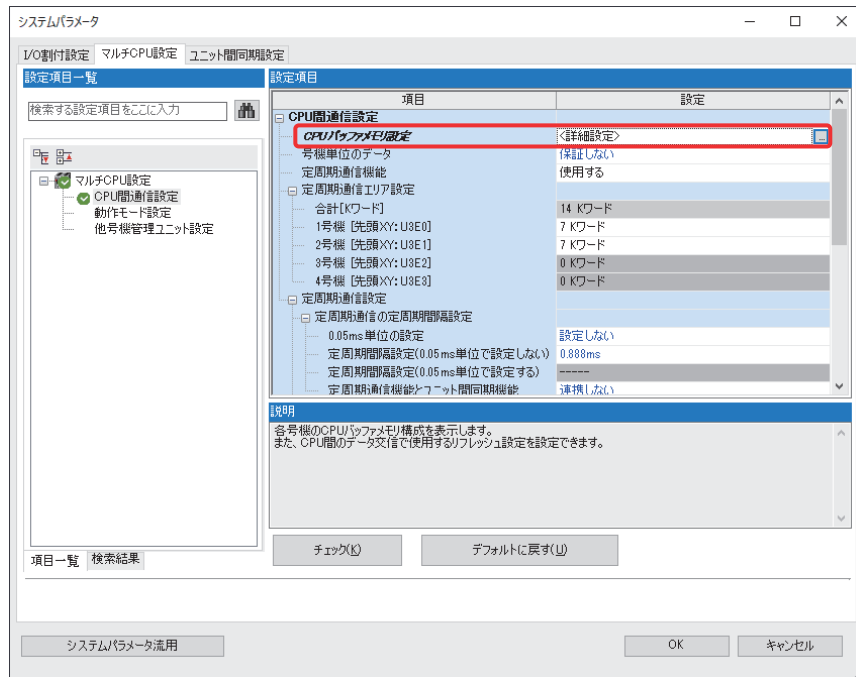 システムパラメータ
I/O割付設定 マルチCPU設定 ユニット間同期設定
設定項目一覧
検索する設定項目をここに入力
マルチCPU設定
CPU間通信設定
動作モード設定
他号機管理ユニット設定
項目一覧 検索結果
設定項目
項目 設定
CPU間通信設定
CPUバッファメモリ設定 <詳細設定> ...
号機単位のデータ 保証しない
定周期通信機能 使用する
定周期通信エリア設定
合計[Kワード] 14 Kワード
1号機 [先頭XY: U3E0] 7 Kワード
2号機 [先頭XY: U3E1] 7 Kワード
3号機 [先頭XY: U3E2] 0 Kワード
4号機 [先頭XY: U3E3] 0 Kワード
定周期通信設定
定周期通信の定周期間隔設定
0.05ms単位の設定 設定しない
定周期間隔設定(0.05ms単位で設定しない) 0.888ms
定周期間隔設定(0.05ms単位で設定する) -----
定周期通信機能とユニット間同期機能 連携しない
説明
各号機のCPUバッファメモリ構成を表示します。
また、CPU間のデータ交信で使用するリフレッシュ設定を設定できます。
チェック(K) デフォルトに戻す(U)
システムパラメータ流用 OK キャンセル